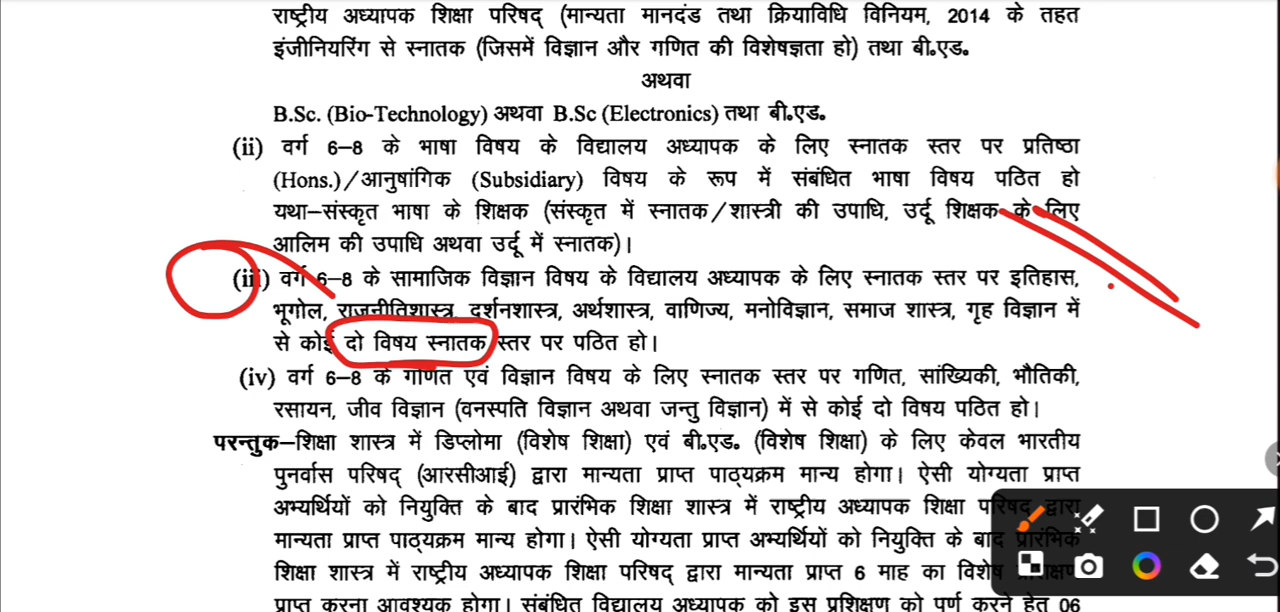 राष्ट्रीय अध्यापक शिक्षा परिषद् (मान्यता मानदंड तथा क्रियाविधि विनियम, 2014 के तहत
इंजीनियरिंग से स्नातक (जिसमें विज्ञान और गणित की विशेषज्ञता हो) तथा बी॰एड॰
अथवा
B.Sc. (Bio-Technology) अथवा B.Sc (Electronics) तथा बी॰एड॰
(ii) वर्ग 6–8 के भाषा विषय के विद्यालय अध्यापक के लिए स्नातक स्तर पर प्रतिष्ठा
(Hons.)/आनुषांगिक (Subsidiary) विषय के रूप में संबंधित भाषा विषय पठित हो
यथा–संस्कृत भाषा के शिक्षक (संस्कृत में स्नातक/शास्त्री की उपाधि, उर्दू शिक्षक के लिए
आलिम की उपाधि अथवा उर्दू में स्नातक)।
(iii) वर्ग 6–8 के सामाजिक विज्ञान विषय के विद्यालय अध्यापक के लिए स्नातक स्तर पर इतिहास,
भूगोल, राजनीतिशास्त्र, दर्शनशास्त्र, अर्थशास्त्र, वाणिज्य, मनोविज्ञान, समाज शास्त्र, गृह विज्ञान में
से कोई दो विषय स्नातक स्तर पर पठित हो।
(iv) वर्ग 6–8 के गणित एवं विज्ञान विषय के लिए स्नातक स्तर पर गणित, सांख्यिकी, भौतिकी,
रसायन, जीव विज्ञान (वनस्पति विज्ञान अथवा जन्तु विज्ञान) में से कोई दो विषय पठित हो।
परन्तुक–शिक्षा शास्त्र में डिप्लोमा (विशेष शिक्षा) एवं बी॰एड॰ (विशेष शिक्षा) के लिए केवल भारतीय
पुनर्वास परिषद् (आरसीआई) द्वारा मान्यता प्राप्त पाठ्यक्रम मान्य होगा। ऐसी योग्यता प्राप्त
अभ्यर्थियों को नियुक्ति के बाद प्रारंभिक शिक्षा शास्त्र में राष्ट्रीय अध्यापक शिक्षा परिषद् द्वारा
मान्यता प्राप्त पाठ्यक्रम मान्य होगा। ऐसी योग्यता प्राप्त अभ्यर्थियों को नियुक्ति के बाद प्रारंभिक
शिक्षा शास्त्र में राष्ट्रीय अध्यापक शिक्षा परिषद् द्वारा मान्यता प्राप्त 6 माह का विशेष प्रशिक्षण
प्राप्त करना आवश्यक होगा। संबंधित विद्यालय अध्यापक को इस प्रशिक्षण को पूर्ण करने हेतु 06